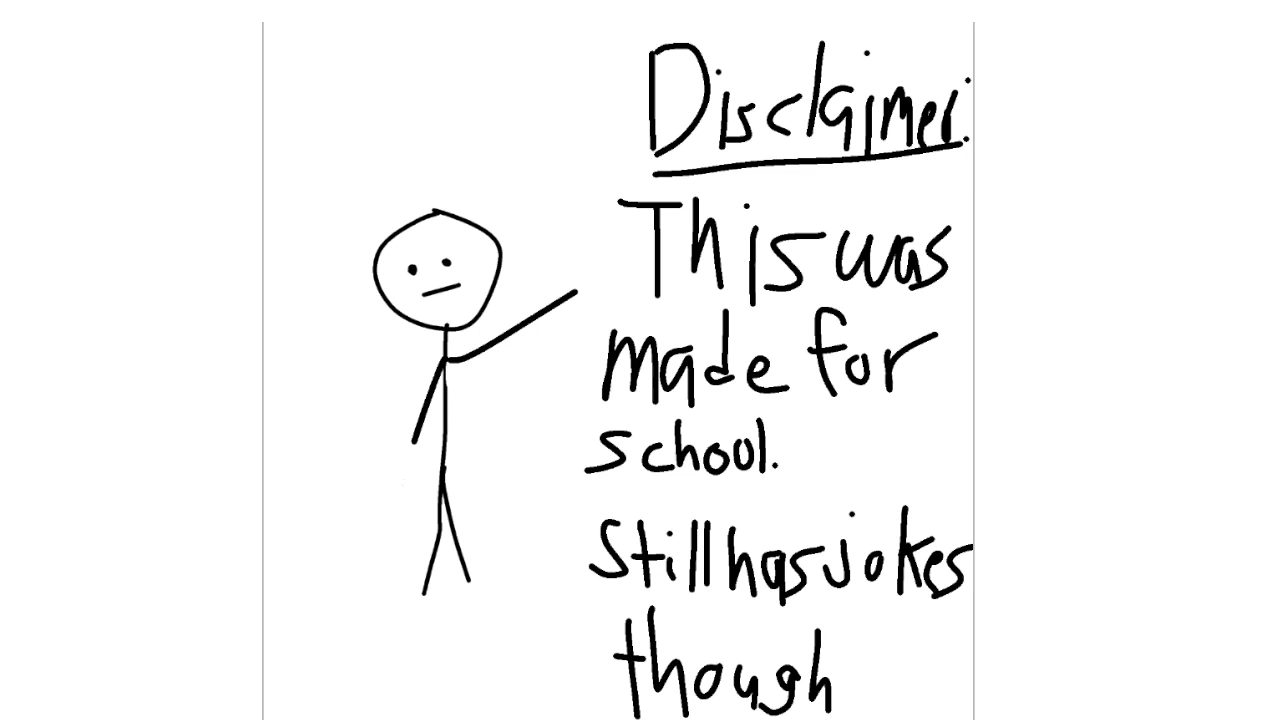 Disclaimer:
This was
made for
school.
Still has jokes
though